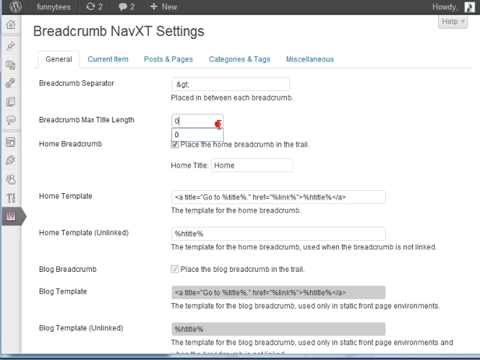 funnytees 2 2 New Howdy,
Help
Breadcrumb NavXT Settings
General Current Item Posts & Pages Categories & Tags Miscellaneous
Breadcrumb Separator &gt;
Placed in between each breadcrumb.
Breadcrumb Max Title Length 0
0
Home Breadcrumb Place the home breadcrumb in the trail.
Home Title: Home
Home Template <a title="Go to %title%." href="%link%">%htitle%</a>
The template for the home breadcrumb.
Home Template (Unlinked) %htitle%
The template for the home breadcrumb, used when the breadcrumb is not linked.
Blog Breadcrumb Place the blog breadcrumb in the trail.
Blog Template <a title="Go to %title%." href="%link%">%htitle%</a>
The template for the blog breadcrumb, used only in static front page environments.
Blog Template (Unlinked) %htitle%
The template for the blog breadcrumb, used only in static front page environments and
when the breadcrumb is not linked.